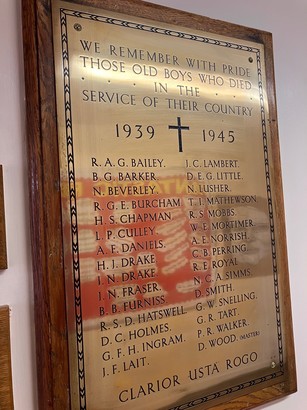 WE REMEMBER WITH PRIDE
THOSE OLD BOYS WHO DIED
IN THE
SERVICE OF THEIR COUNTRY
1939 1945
R. A. G. BAILEY.
B. G. BARKER
N. BEVERLEY.
R. G. E. BURCHAM
H. S. CHAPMAN.
L. P. CULLEY
A. F. DANIELS.
H. J. DRAKE.
I. N. DRAKE.
J. N. FRASER.
B. B. FURNISS.
R. S. D. HATSWELL
D. C. HOLMES.
G. F. H. INGRAM.
J. F. LAIT.
J. C. LAMBERT.
D. E. G. LITTLE.
N. LUSHER.
T. I. MATHEWSON
R. S. MOBBS.
W. E. MORTIMER.
A. E. NORRISH.
C. B. PERRING.
R. E. ROYAL.
N. C. A. SIMMS.
D. SMITH.
G. W. SNELLING.
G. R. TART.
P. R. WALKER.
D. WOOD. (MASTER)
CLARIOR USTA ROGO